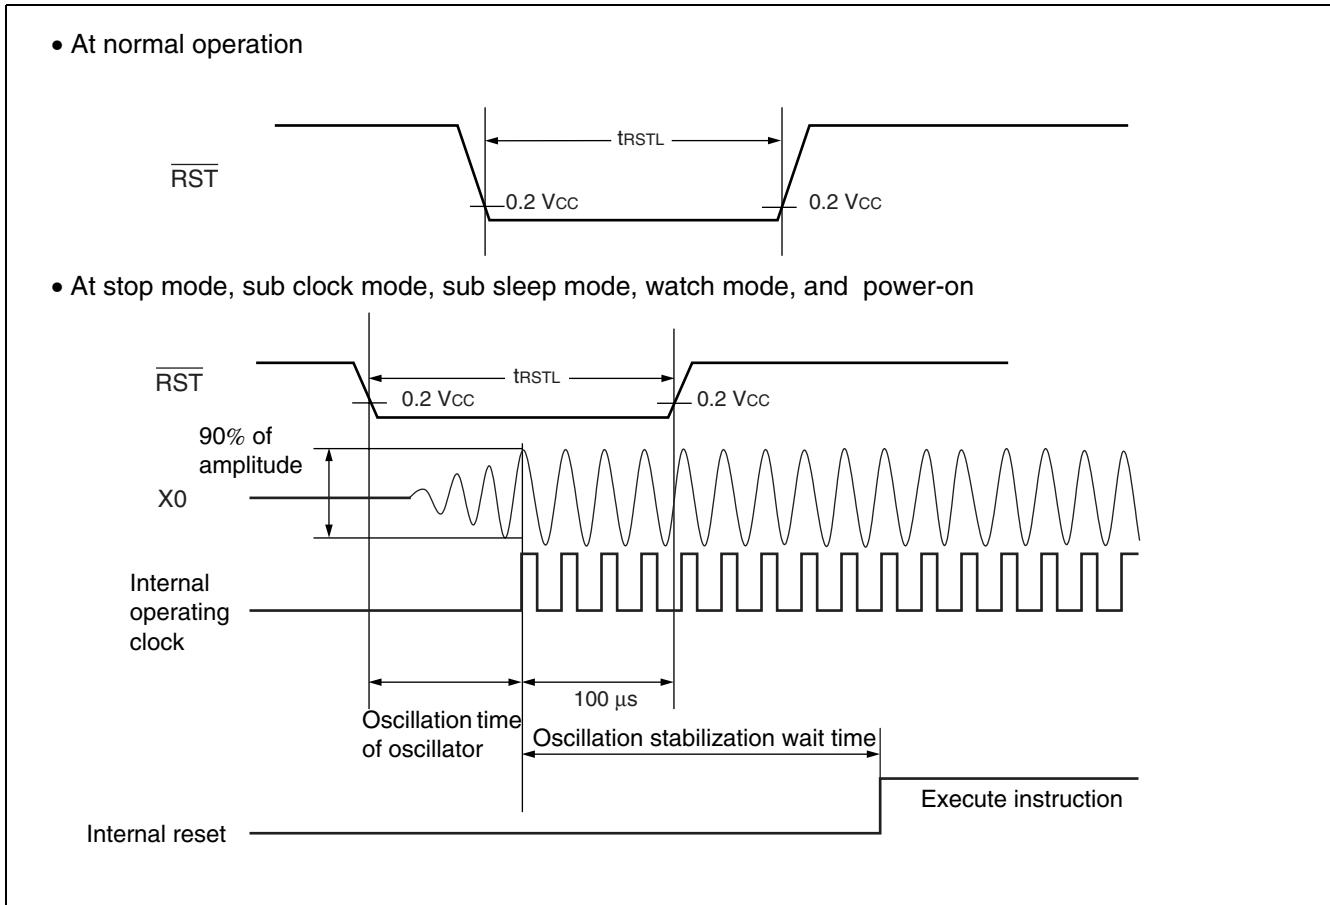 • At normal operation
tRSTL
RST
0.2 VCC
0.2 VCC
• At stop mode, sub clock mode, sub sleep mode, watch mode, and power-on
RST
tRSTL
0.2 VCC
0.2 VCC
90% of
amplitude
X0
Internal
operating
clock
100 μs
Oscillation time
of oscillator
Oscillation stabilization wait time
Execute instruction
Internal reset